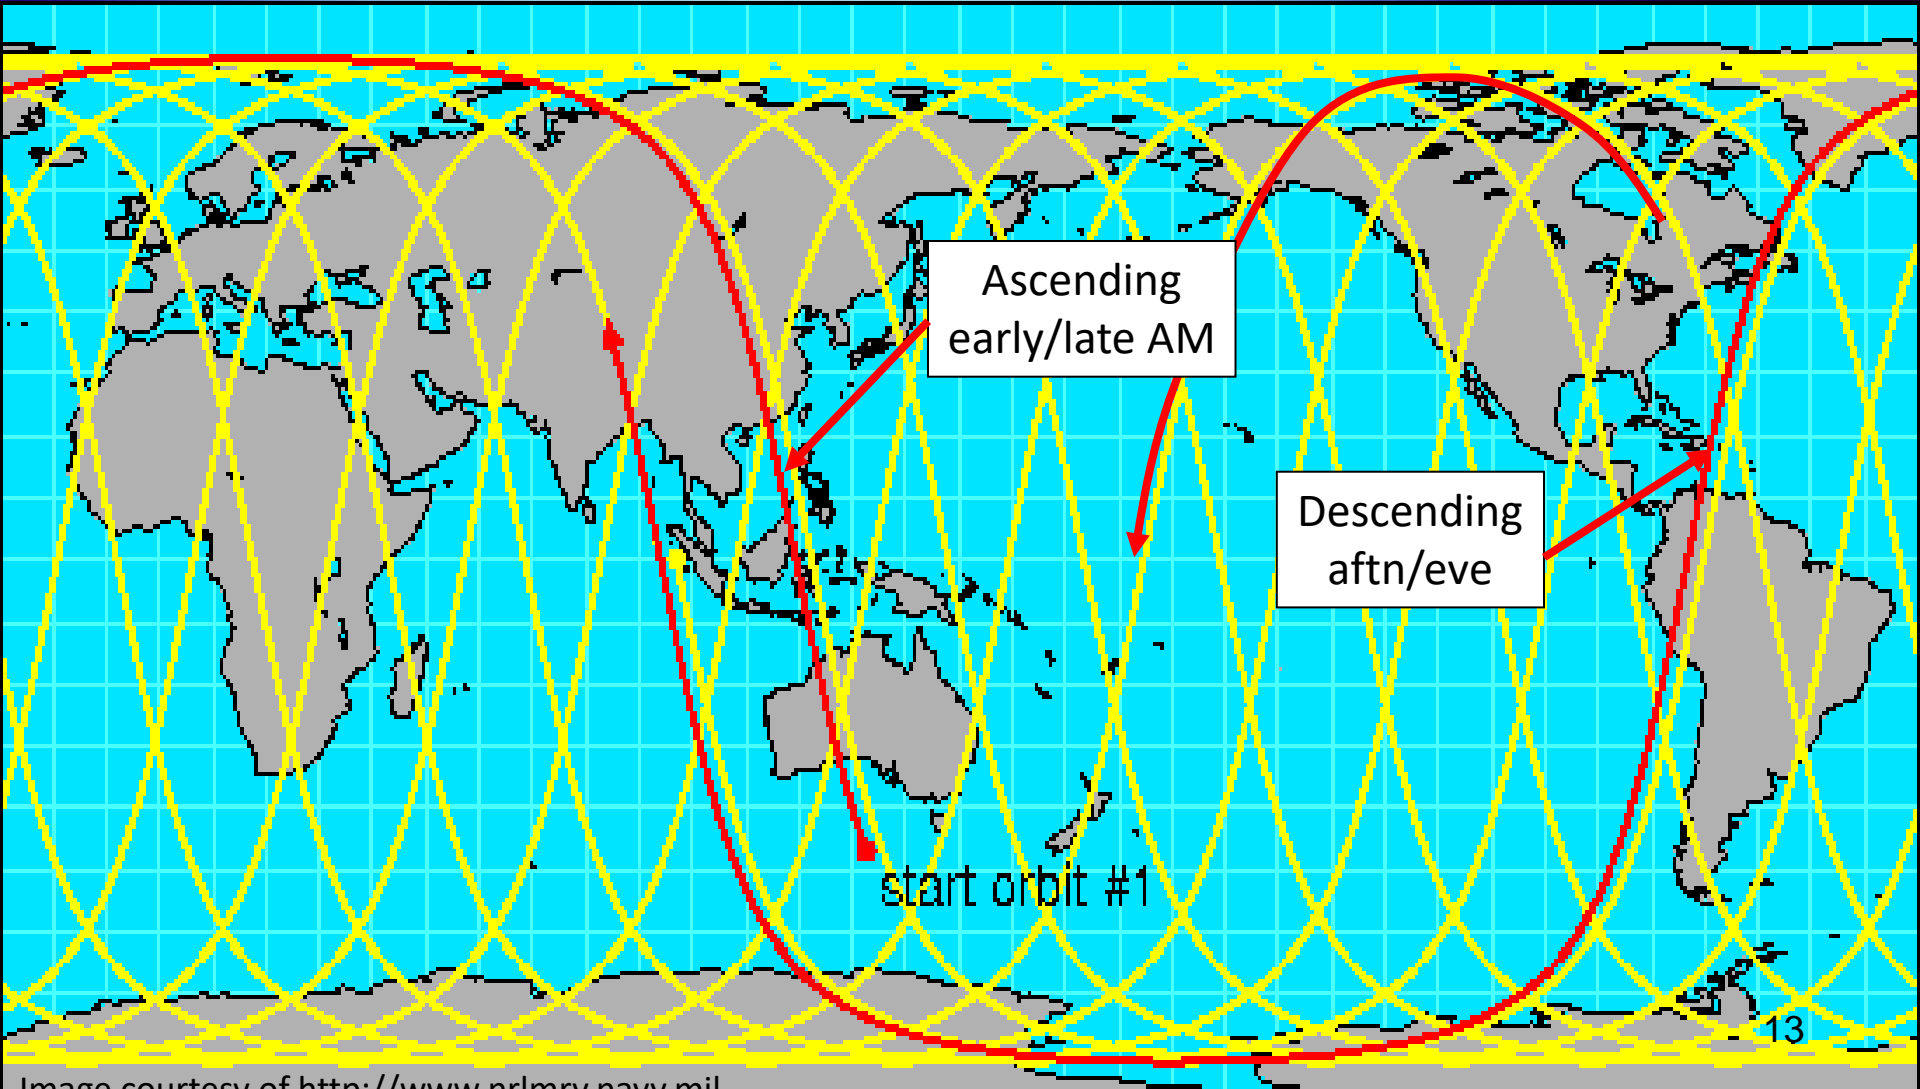 Ascending
early/late AM
Descending
aftn/eve
start orbit #1
13
Image courtesy of http://www.nrlmry.navy.mil